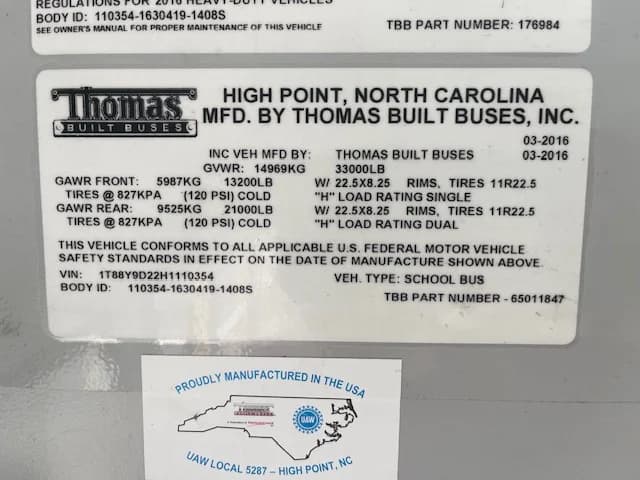 REGULATIONS FOR 2016 HEAVY-DUTY VEHICLES
BODY ID: 110354-1630419-1408S
SEE OWNER'S MANUAL FOR PROPER MAINTENANCE OF THIS VEHICLE
TBB PART NUMBER: 176984
Thomas
BUILT BUSES
HIGH POINT, NORTH CAROLINA
MFD. BY THOMAS BUILT BUSES, INC.
03-2016
INC VEH MFD BY: THOMAS BUILT BUSES 03-2016
GVWR: 14969KG 33000LB
GAWR FRONT: 5987KG 13200LB W/ 22.5X8.25 RIMS, TIRES 11R22.5
TIRES @ 827KPA (120 PSI) COLD "H" LOAD RATING SINGLE
GAWR REAR: 9525KG 21000LB W/ 22.5X8.25 RIMS, TIRES 11R22.5
TIRES @ 827KPA (120 PSI) COLD "H" LOAD RATING DUAL
THIS VEHICLE CONFORMS TO ALL APPLICABLE U.S. FEDERAL MOTOR VEHICLE
SAFETY STANDARDS IN EFFECT ON THE DATE OF MANUFACTURE SHOWN ABOVE.
VIN: 1T88Y9D22H1110354 VEH. TYPE: SCHOOL BUS
BODY ID: 110354-1630419-1408S
TBB PART NUMBER - 65011847
PROUDLY MANUFACTURED IN THE USA
UAW
UAW LOCAL 5287 – HIGH POINT, NC